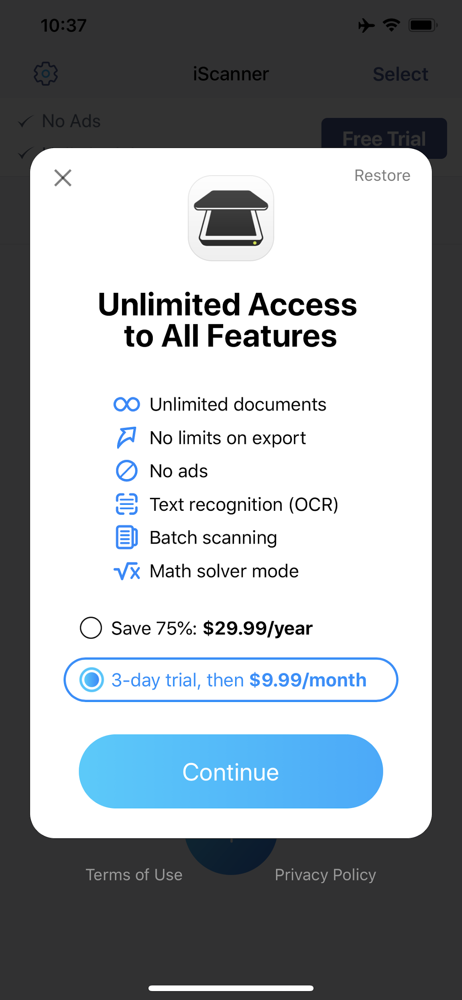 10:37
iScanner
Select
No Ads
Free Trial
Restore
Unlimited Access
to All Features
Unlimited documents
No limits on export
No ads
Text recognition (OCR)
Batch scanning
Math solver mode
Save 75%: $29.99/year
3-day trial, then $9.99/month
Continue
Terms of Use
Privacy Policy